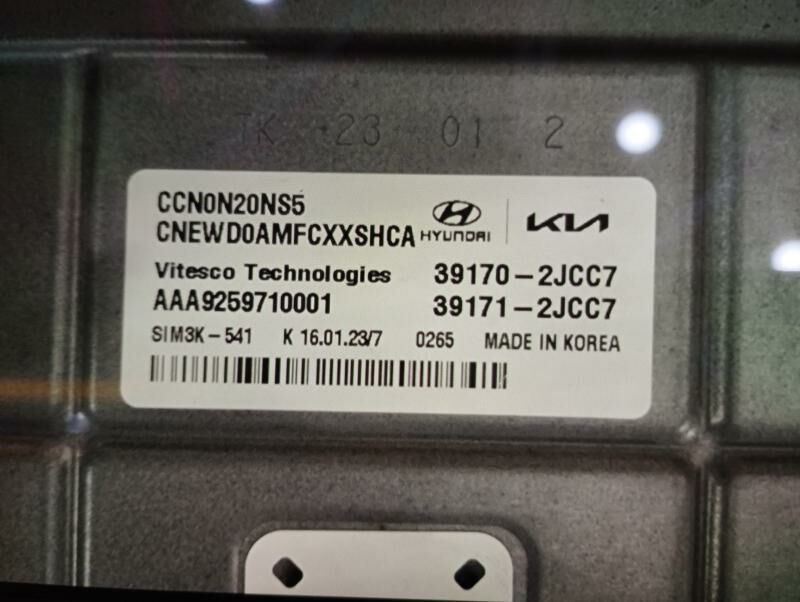 TK 23 01 2
CCN0N20NS5
CNEWD0AMFCXXSHCA HYUNDAI KIA
Vitesco Technologies 39170-2JCC7
AAA9259710001 39171-2JCC7
SIM3K-541 K 16.01.23/7 0265 MADE IN KOREA